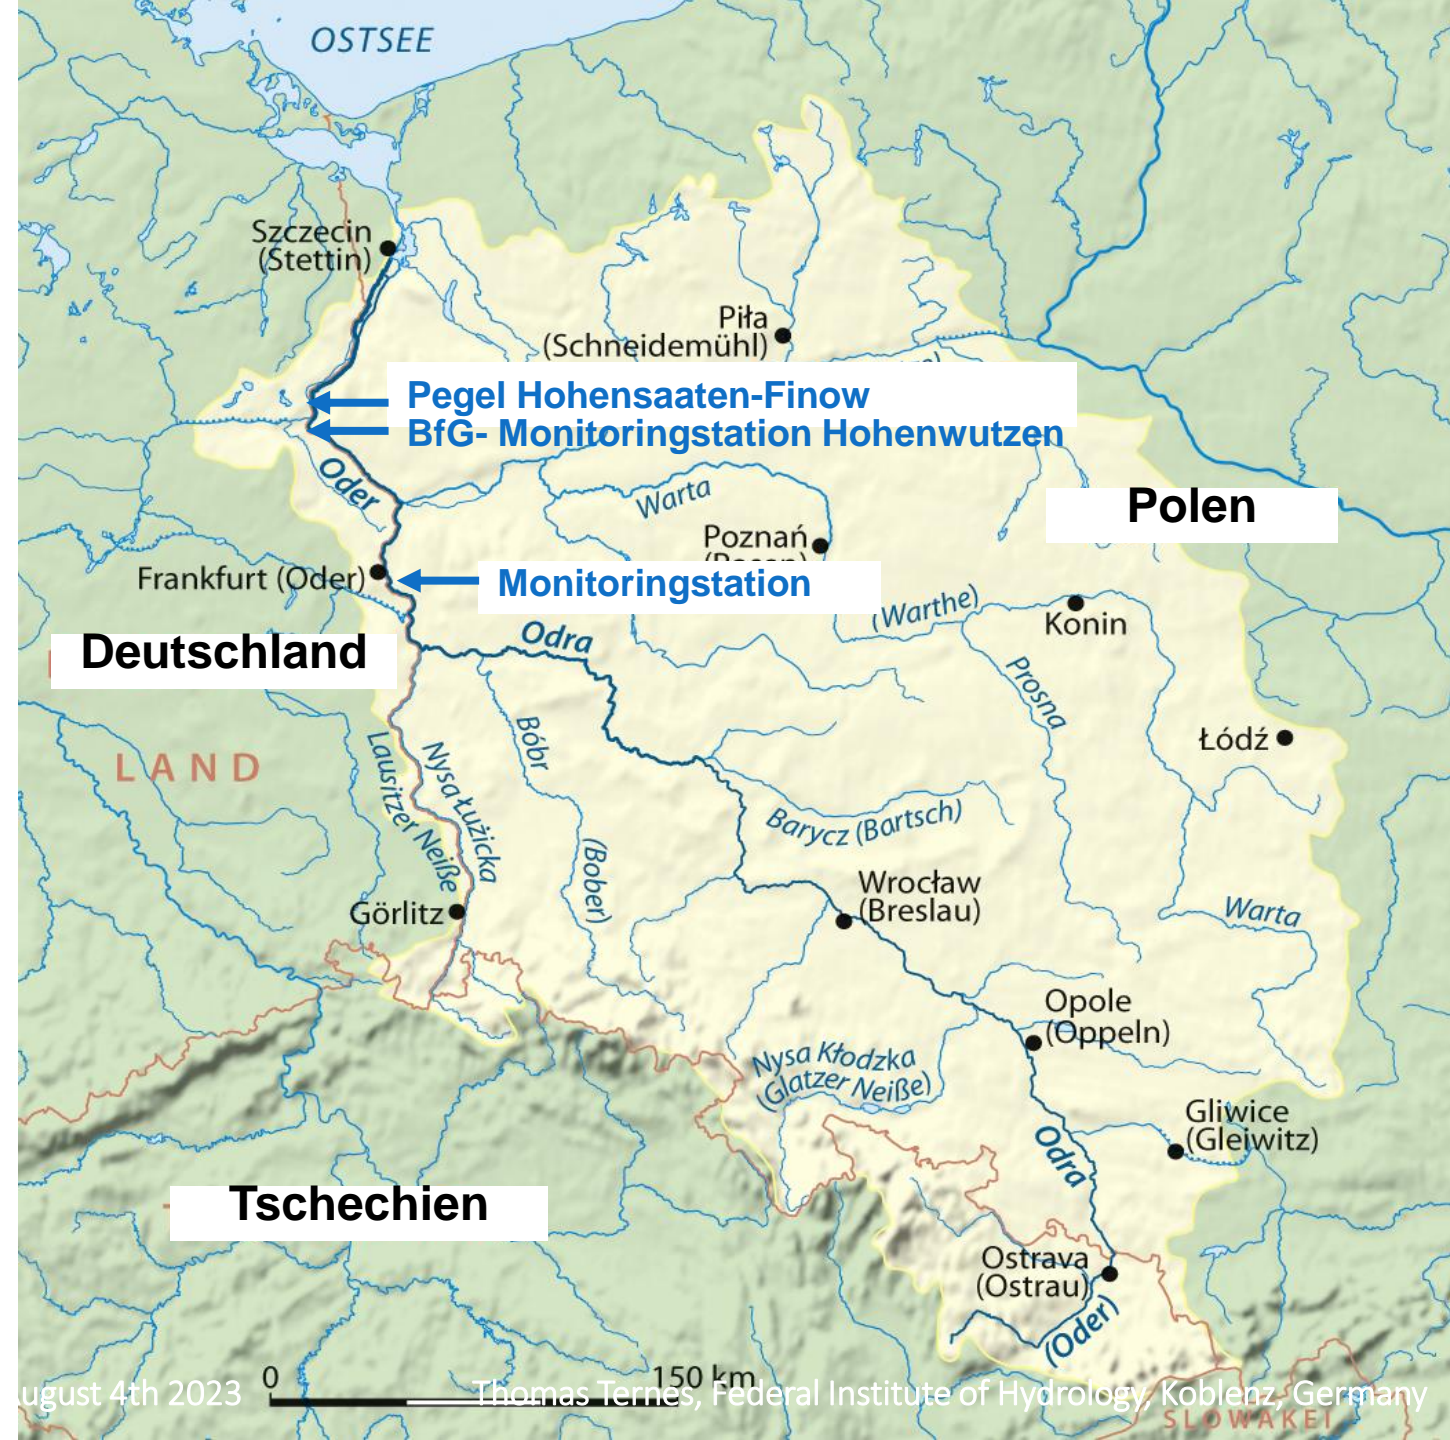 OSTSEE
Szczecin
(Stettin)
Piła
(Schneidemühl)
Pegel Hohensaaten-Finow
BfG- Monitoringstation Hohenwutzen
Oder
Warta
Polen
Poznań
Frankfurt (Oder)
Monitoringstation
(Warthe)
Konin
Odra
Deutschland
Prosna
Bóbr
Łódź
LAND
Lausitzer Neiße
Nysa Łużicka
Barycz (Bartsch)
(Bober)
Wrocław
(Breslau)
Görlitz
Warta
Opole
(Oppeln)
Nysa Kłodzka
(Glatzer Neiße)
Gliwice
(Gleiwitz)
Odra
Tschechien
Ostrava
(Ostrau)
(Oder)
0 150 km
ugust 4th 2023
Thomas Ternes, Federal Institute of Hydrology, Koblenz, Germany
SLOWAKEI